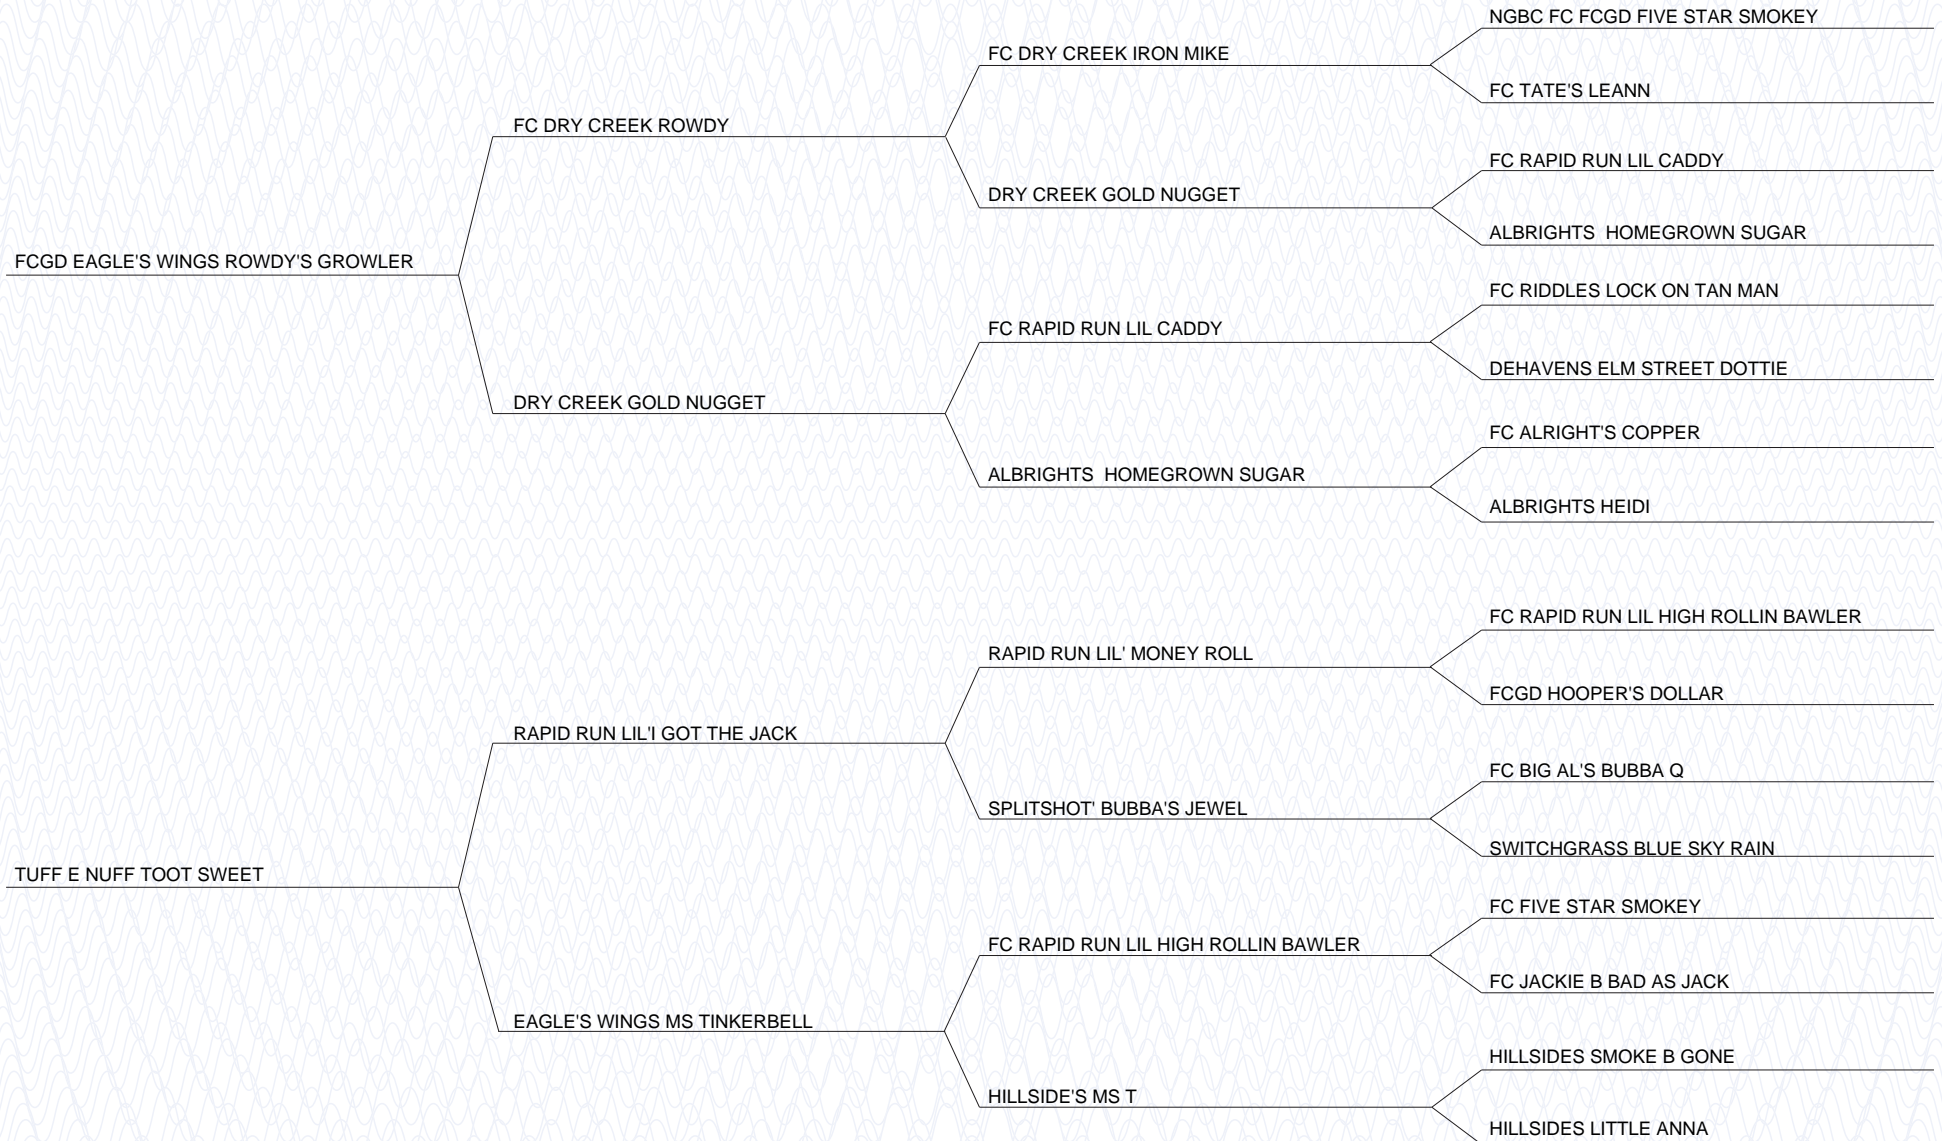 NGBC FC FCGD FIVE STAR SMOKEY
FC DRY CREEK IRON MIKE
FC TATE'S LEANN
FC DRY CREEK ROWDY
FC RAPID RUN LIL CADDY
DRY CREEK GOLD NUGGET
ALBRIGHTS  HOMEGROWN SUGAR
FCGD EAGLE'S WINGS ROWDY'S GROWLER
FC RIDDLES LOCK ON TAN MAN
FC RAPID RUN LIL CADDY
DEHAVENS ELM STREET DOTTIE
DRY CREEK GOLD NUGGET
FC ALRIGHT'S COPPER
ALBRIGHTS  HOMEGROWN SUGAR
ALBRIGHTS HEIDI
FC RAPID RUN LIL HIGH ROLLIN BAWLER
RAPID RUN LIL' MONEY ROLL
FCGD HOOPER'S DOLLAR
RAPID RUN LIL'I GOT THE JACK
FC BIG AL'S BUBBA Q
SPLITSHOT' BUBBA'S JEWEL
SWITCHGRASS BLUE SKY RAIN
TUFF E NUFF TOOT SWEET
FC FIVE STAR SMOKEY
FC RAPID RUN LIL HIGH ROLLIN BAWLER
FC JACKIE B BAD AS JACK
EAGLE'S WINGS MS TINKERBELL
HILLSIDES SMOKE B GONE
HILLSIDE'S MS T
HILLSIDES LITTLE ANNA